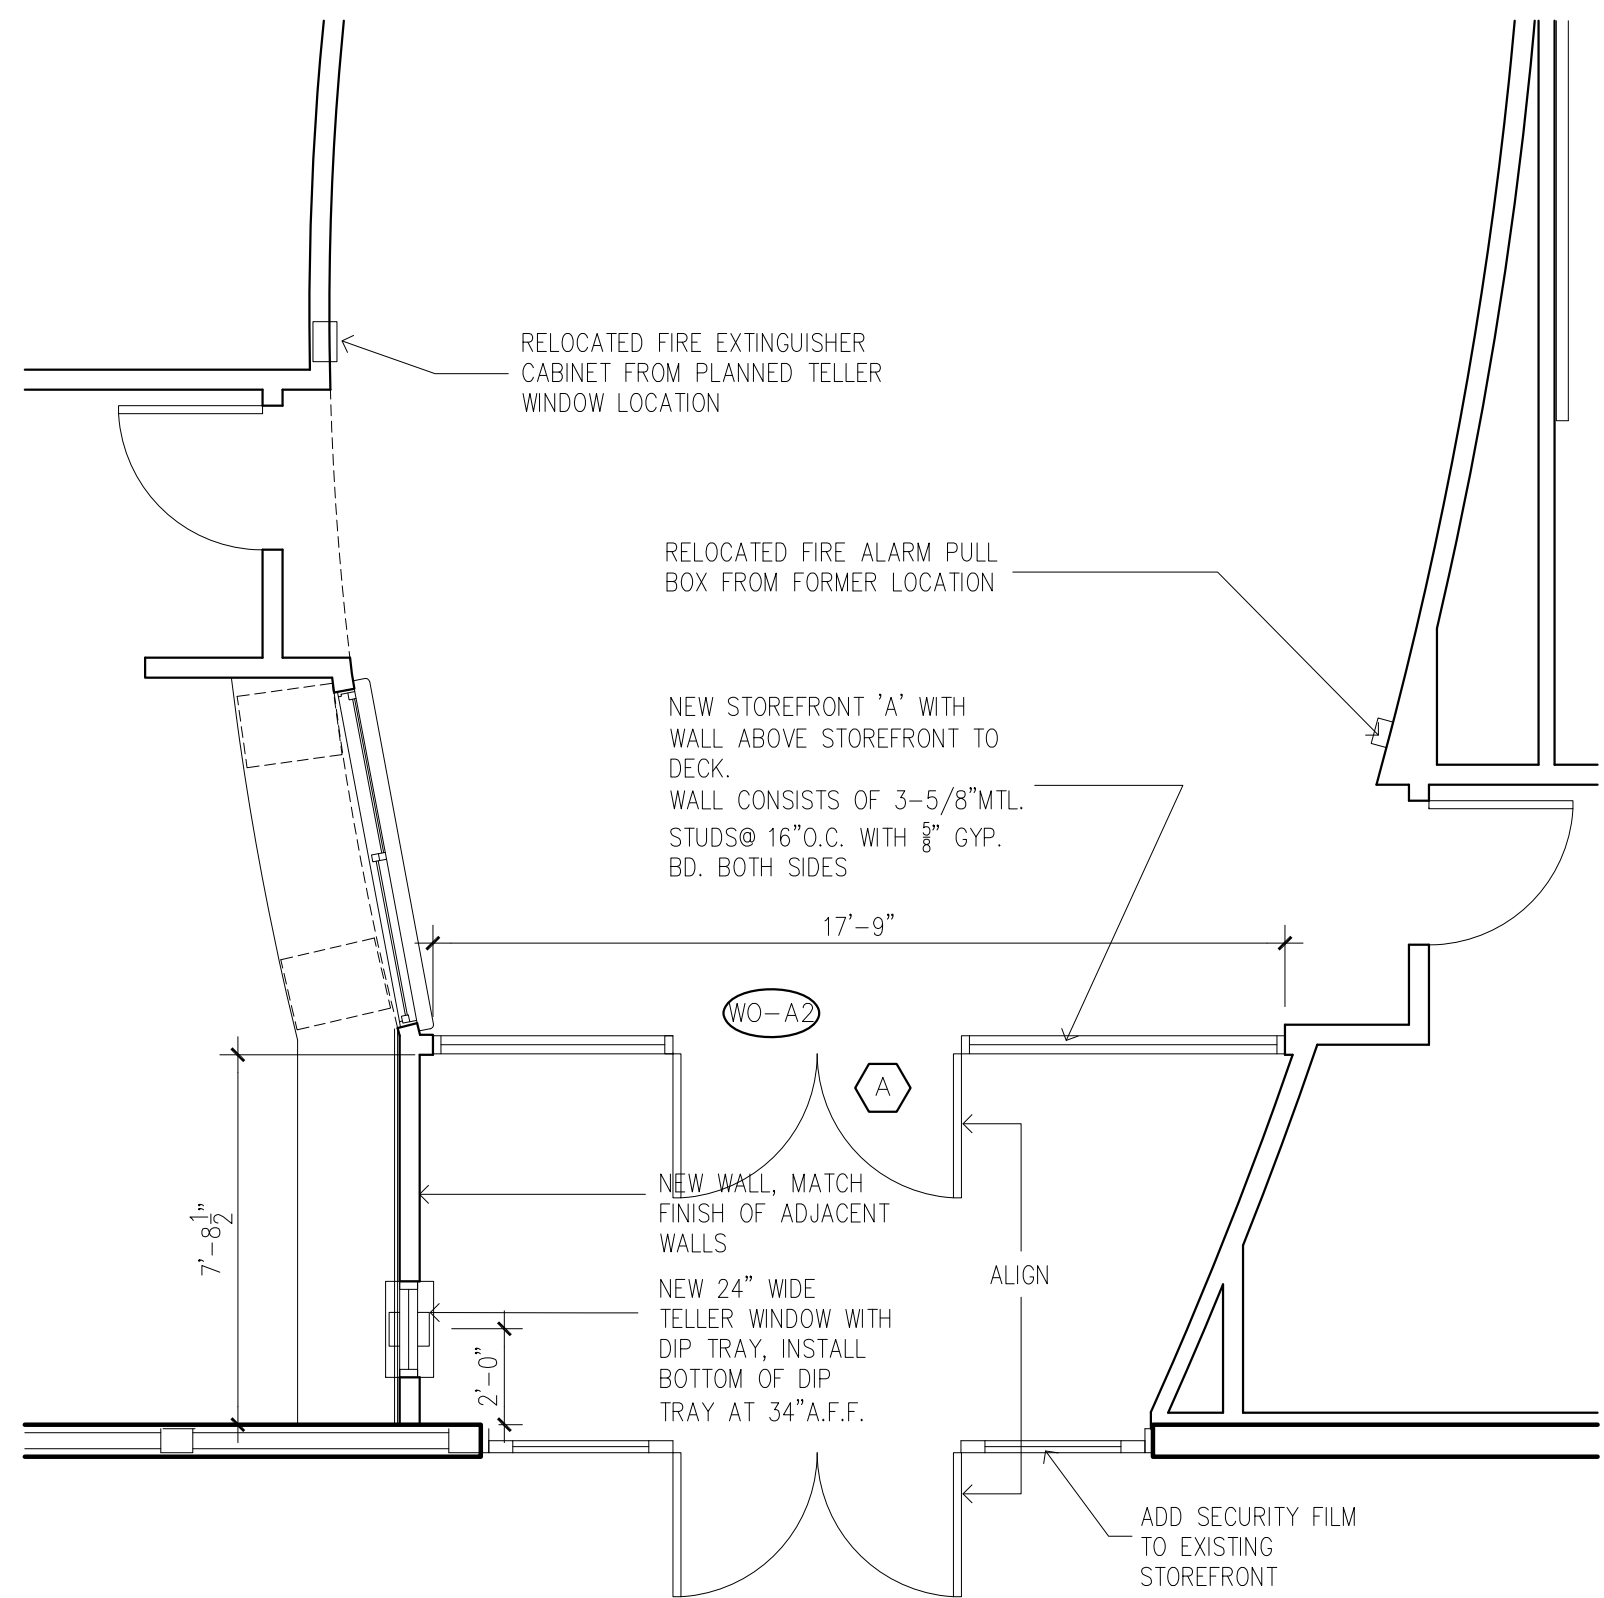 RELOCATED FIRE EXTINGUISHER
CABINET FROM PLANNED TELLER
WINDOW LOCATION
RELOCATED FIRE ALARM PULL
BOX FROM FORMER LOCATION
NEW STOREFRONT 'A' WITH
WALL ABOVE STOREFRONT TO
DECK.
WALL CONSISTS OF 3-5/8"MTL.
STUDS@ 16"O.C. WITH 5/8" GYP.
BD. BOTH SIDES
17'-9"
WO-A2
A
NEW WALL, MATCH
FINISH OF ADJACENT
WALLS
7'-8 1/2"
ALIGN
NEW 24" WIDE
TELLER WINDOW WITH
DIP TRAY, INSTALL
BOTTOM OF DIP
TRAY AT 34"A.F.F.
2'-0"
ADD SECURITY FILM
TO EXISTING
STOREFRONT